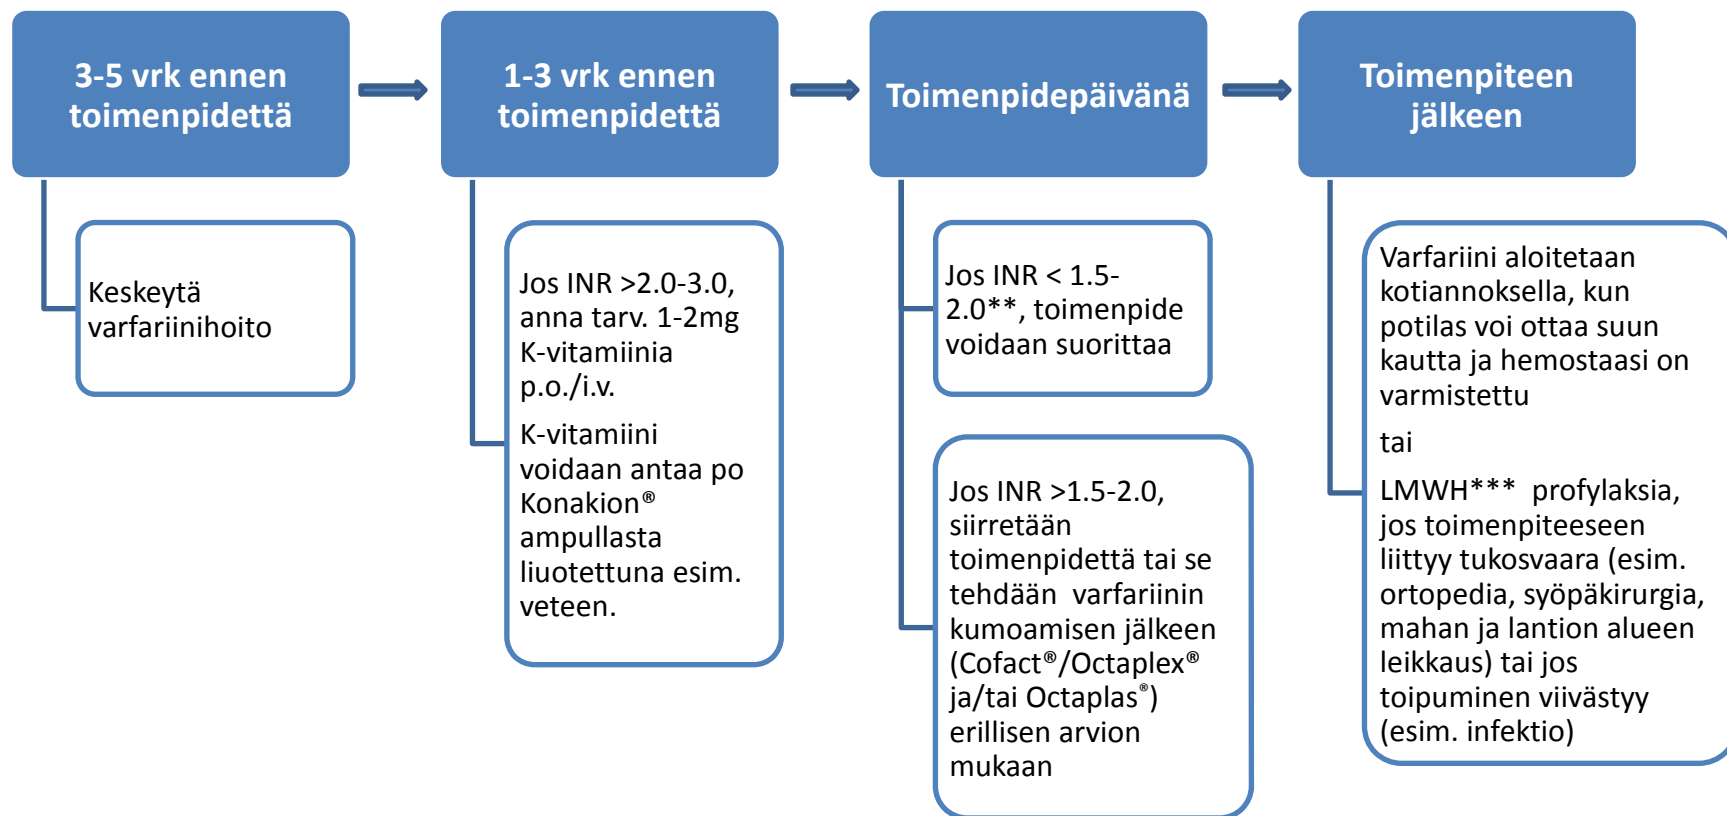 3-5 vrk ennen
toimenpidettä
Keskeytä
varfariinihoito
1-3 vrk ennen
toimenpidettä
Jos INR >2.0-3.0,
anna tarv. 1-2mg
K-vitamiinia
p.o./i.v.
K-vitamiini
voidaan antaa po
Konakion®
ampullasta
liuotettuna esim.
veteen.
Toimenpidepäivänä
Jos INR < 1.5-
2.0**, toimenpide
voidaan suorittaa
Jos INR >1.5-2.0,
siirretään
toimenpidettä tai se
tehdään varfariinin
kumoamisen jälkeen
(Cofact®/Octaplex®
ja/tai Octaplas®)
erillisen arvion
mukaan
Toimenpiteen
jälkeen
Varfariini aloitetaan
kotiannoksella, kun
potilas voi ottaa suun
kautta ja hemostaasi on
varmistettu
tai
LMWH*** profylaksia,
jos toimenpiteeseen
liittyy tukosvaara (esim.
ortopedia, syöpäkirurgia,
mahan ja lantion alueen
leikkaus) tai jos
toipuminen viivästyy
(esim. infektio)